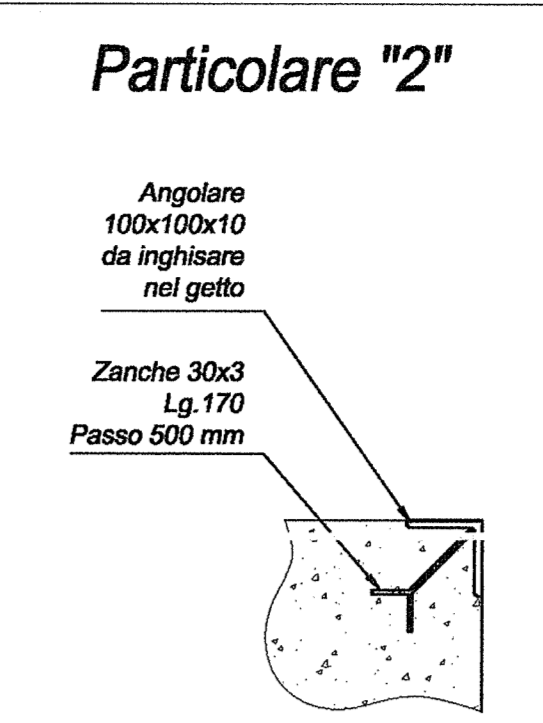 Particolare "2"
Angolare
100x100x10
da inghisare
nel getto
Zanche 30x3
Lg.170
Passo 500 mm